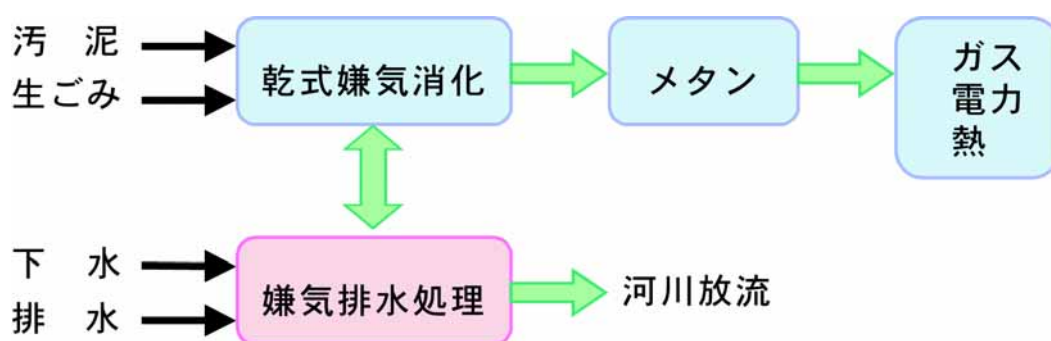 汚 泥
生ごみ
乾式嫌気消化
メタン
ガス
電力
熱
下 水
排 水
嫌気排水処理
河川放流